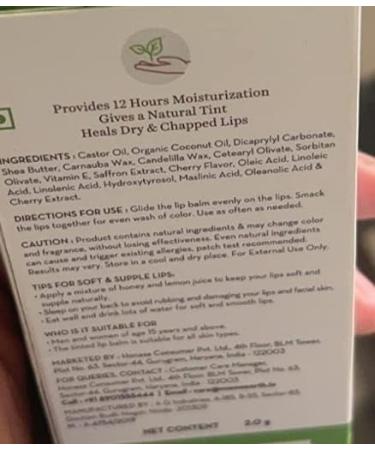 Provides 12 Hours Moisturization
Gives a Natural Tint
Heals Dry & Chapped Lips
INGREDIENTS : Castor Oil, Organic Coconut Oil, Dicaprylyl Carbonate,
Shea Butter, Carnauba Wax, Candelilla Wax, Cetearyl Olivate, Sorbitan
Olivate, Vitamin E, Saffron Extract, Cherry Flavor, Oleic Acid, Linoleic
Acid, Linolenic Acid, Hydroxytyrosol, Maslinic Acid, Oleanolic Acid &
Cherry Extract.
DIRECTIONS FOR USE : Glide the lip balm evenly on the lips. Smack
the lips together for even wash of color. Use as often as needed.
CAUTION : Product contains natural ingredients & may change color
and fragrance, without losing effectiveness. Even natural ingredients
can cause and trigger existing allergies, patch test recommended.
Results may vary. Store in a cool and dry place. For External Use Only.
TIPS FOR SOFT & SUPPLE LIPS:
• Apply a mixture of honey and lemon juice to keep your lips soft and
supple naturally.
• Sleep on your back to avoid rubbing and damaging your lips and facial skin.
• Eat well and drink lots of water for soft and smooth lips.
WHO IS IT SUITABLE FOR
• Men and women of age 15 years and above.
• The tinted lip balm is suitable for all skin types.
MARKETED BY : Honasa Consumer Pvt. Ltd., 4th Floor, BLM Tower,
Plot No. 63, Sector-44, Gurugram, Haryana, India - 122003
FOR QUERIES, CONTACT : Customer Care Manager,
Honasa Consumer Pvt. Ltd., 4th Floor, BLM Tower, Plot No. 63,
Sector-44, Gurugram, Haryana, India - 122003
NET CONTENT 2.0 g